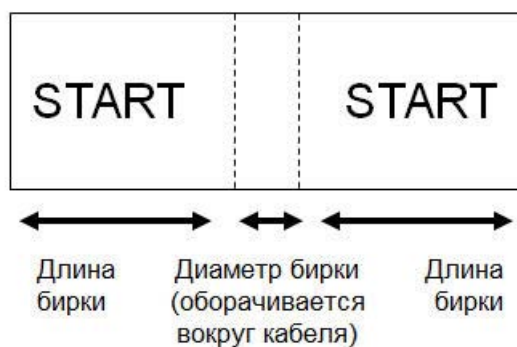 START START
Длина бирки
Диаметр бирки (оборачивается вокруг кабеля)
Длина бирки